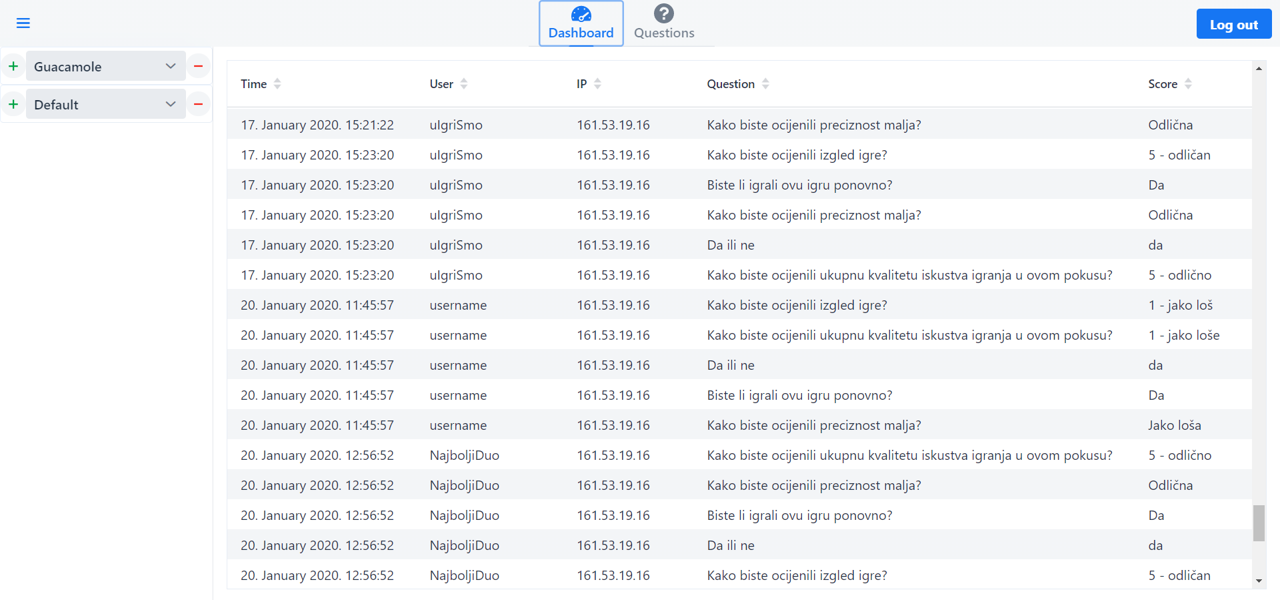 Dashboard
Questions
Log out
Guacamole
Default
Time User IP Question Score
17. January 2020. 15:21:22 uIgriSmo 161.53.19.16 Kako biste ocijenili preciznost malja? Odlična
17. January 2020. 15:23:20 uIgriSmo 161.53.19.16 Kako biste ocijenili izgled igre? 5 - odličan
17. January 2020. 15:23:20 uIgriSmo 161.53.19.16 Biste li igrali ovu igru ponovno? Da
17. January 2020. 15:23:20 uIgriSmo 161.53.19.16 Kako biste ocijenili preciznost malja? Odlična
17. January 2020. 15:23:20 uIgriSmo 161.53.19.16 Da ili ne da
17. January 2020. 15:23:20 uIgriSmo 161.53.19.16 Kako biste ocijenili ukupnu kvalitetu iskustva igranja u ovom pokusu? 5 - odlično
20. January 2020. 11:45:57 username 161.53.19.16 Kako biste ocijenili izgled igre? 1 - jako loš
20. January 2020. 11:45:57 username 161.53.19.16 Kako biste ocijenili ukupnu kvalitetu iskustva igranja u ovom pokusu? 1 - jako loše
20. January 2020. 11:45:57 username 161.53.19.16 Da ili ne da
20. January 2020. 11:45:57 username 161.53.19.16 Biste li igrali ovu igru ponovno? Da
20. January 2020. 11:45:57 username 161.53.19.16 Kako biste ocijenili preciznost malja? Jako loša
20. January 2020. 12:56:52 NajboljiDuo 161.53.19.16 Kako biste ocijenili ukupnu kvalitetu iskustva igranja u ovom pokusu? 5 - odlično
20. January 2020. 12:56:52 NajboljiDuo 161.53.19.16 Kako biste ocijenili preciznost malja? Odlična
20. January 2020. 12:56:52 NajboljiDuo 161.53.19.16 Biste li igrali ovu igru ponovno? Da
20. January 2020. 12:56:52 NajboljiDuo 161.53.19.16 Da ili ne da
20. January 2020. 12:56:52 NajboljiDuo 161.53.19.16 Kako biste ocijenili izgled igre? 5 - odličan